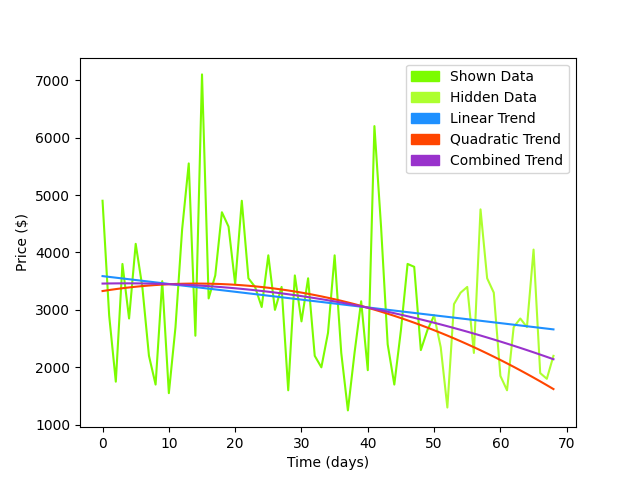 7000
6000
5000
4000
3000
2000
1000
Price ($)
0 10 20 30 40 50 60 70
Time (days)
Shown Data
Hidden Data
Linear Trend
Quadratic Trend
Combined Trend